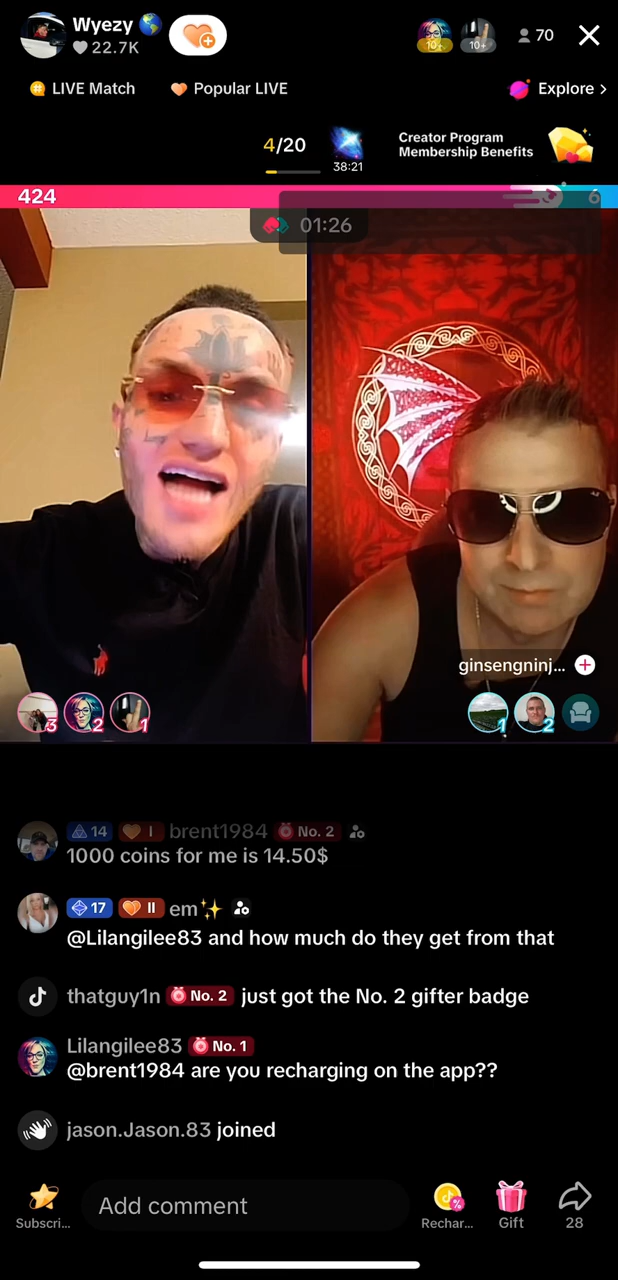 Wyezy 🌎
22.7K
10+
10+
70
LIVE Match
Popular LIVE
Explore >
4/20
38:21
Creator Program
Membership Benefits
424
6
01:26
ginsengninj...
3
2
1
1
2
14 I brent1984 No. 2
1000 coins for me is 14.50$
17 II em✨
@Lilangilee83 and how much do they get from that
thatguy1n No. 2 just got the No. 2 gifter badge
Lilangilee83 No. 1
@brent1984 are you recharging on the app??
jason.Jason.83 joined
Add comment
Subscri...
Rechar...
Gift
28